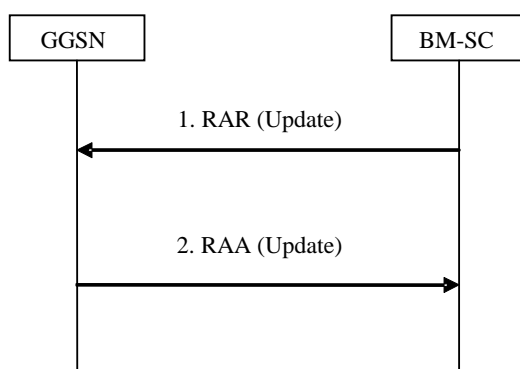 GGSN
BM-SC
1. RAR (Update)
2. RAA (Update)